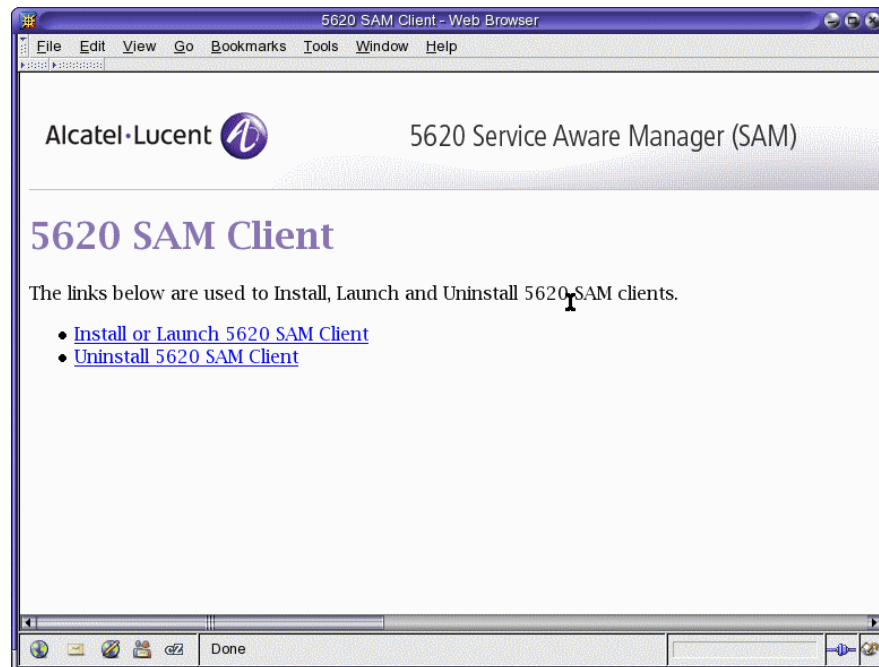 5620 SAM Client - Web Browser
File Edit View Go Bookmarks Tools Window Help
Alcatel·Lucent
5620 Service Aware Manager (SAM)
5620 SAM Client
The links below are used to Install, Launch and Uninstall 5620 SAM clients.
Install or Launch 5620 SAM Client
Uninstall 5620 SAM Client
Done